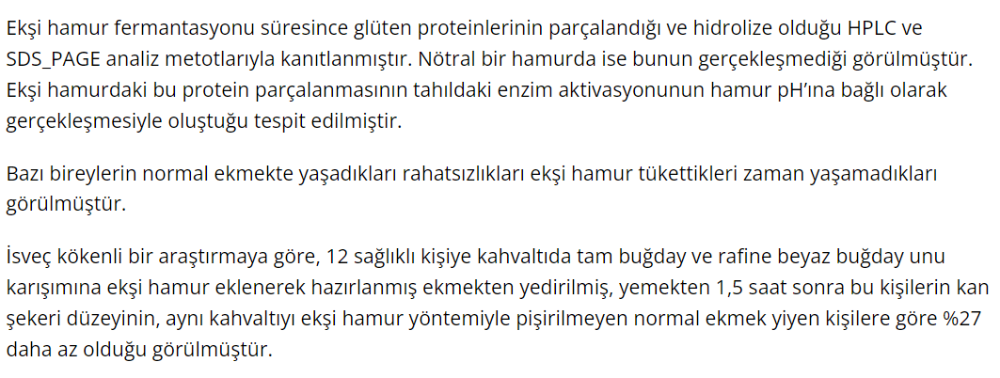 Ekşi hamur fermantasyonu süresince glüten proteinlerinin parçalandığı ve hidrolize olduğu HPLC ve
SDS_PAGE analiz metotlarıyla kanıtlanmıştır. Nötral bir hamurda ise bunun gerçekleşmediği görülmüştür.
Ekşi hamurdaki bu protein parçalanmasının tahıldaki enzim aktivasyonunun hamur pH’ına bağlı olarak
gerçekleşmesiyle oluştuğu tespit edilmiştir.
Bazı bireylerin normal ekmekte yaşadıkları rahatsızlıkları ekşi hamur tükettikleri zaman yaşamadıkları
görülmüştür.
İsveç kökenli bir araştırmaya göre, 12 sağlıklı kişiye kahvaltıda tam buğday ve rafine beyaz buğday unu
karışımına ekşi hamur eklenerek hazırlanmış ekmekten yedirilmiş, yemekten 1,5 saat sonra bu kişilerin kan
şekeri düzeyinin, aynı kahvaltıyı ekşi hamur yöntemiyle pişirilmeyen normal ekmek yiyen kişilere göre %27
daha az olduğu görülmüştür.